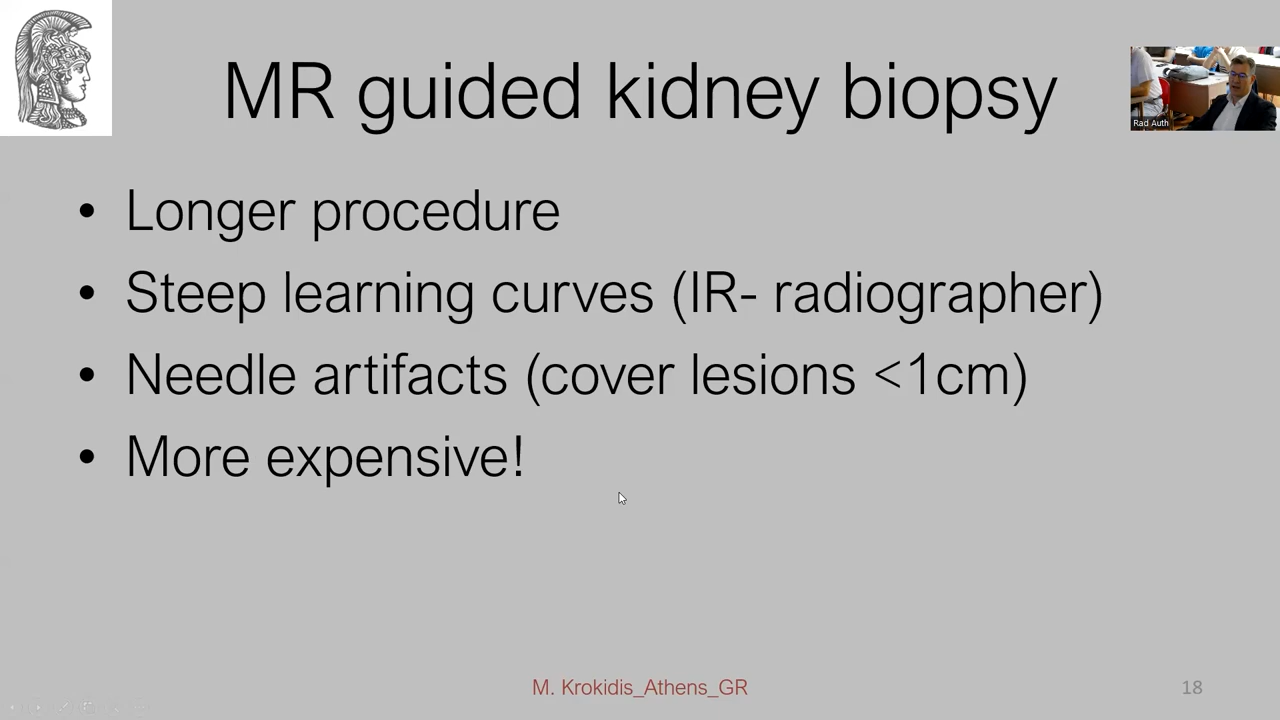 MR guided kidney biopsy
Rad Auth
• Longer procedure
• Steep learning curves (IR- radiographer)
• Needle artifacts (cover lesions <1cm)
• More expensive!
M. Krokidis_Athens_GR
18